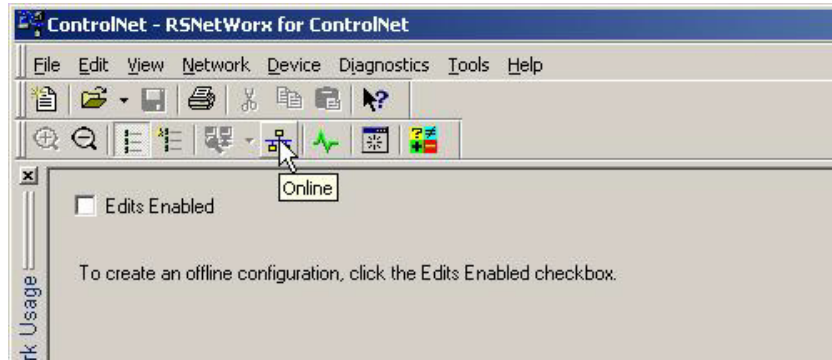 ControlNet - RSNetWorx for ControlNet
File Edit View Network Device Diagnostics Tools Help
Online
Edits Enabled
To create an offline configuration, click the Edits Enabled checkbox.
rk Usage